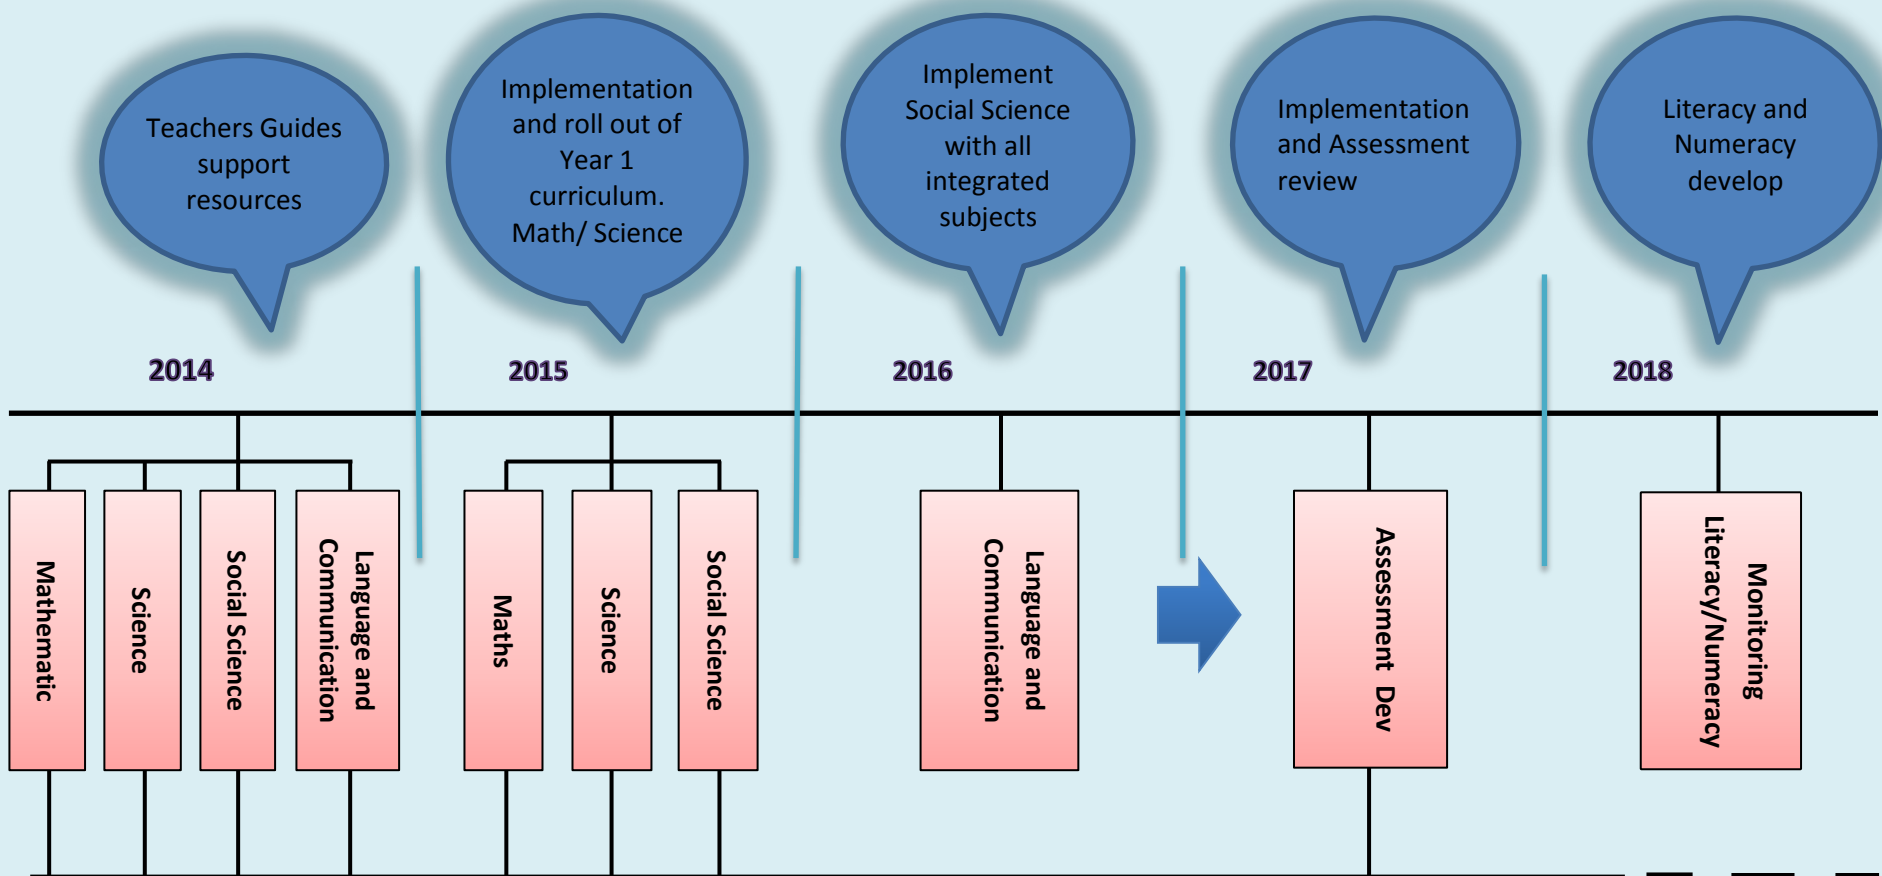 Teachers Guides
support
resources
Implementation
and roll out of
Year 1
curriculum.
Math/ Science
Implement
Social Science
with all
integrated
subjects
Implementation
and Assessment
review
Literacy and
Numeracy
develop
2014
2015
2016
2017
2018
Mathematic
Science
Social Science
Language and
Communication
Maths
Science
Social Science
Language and
Communication
Assessment Dev
Monitoring
Literacy/Numeracy